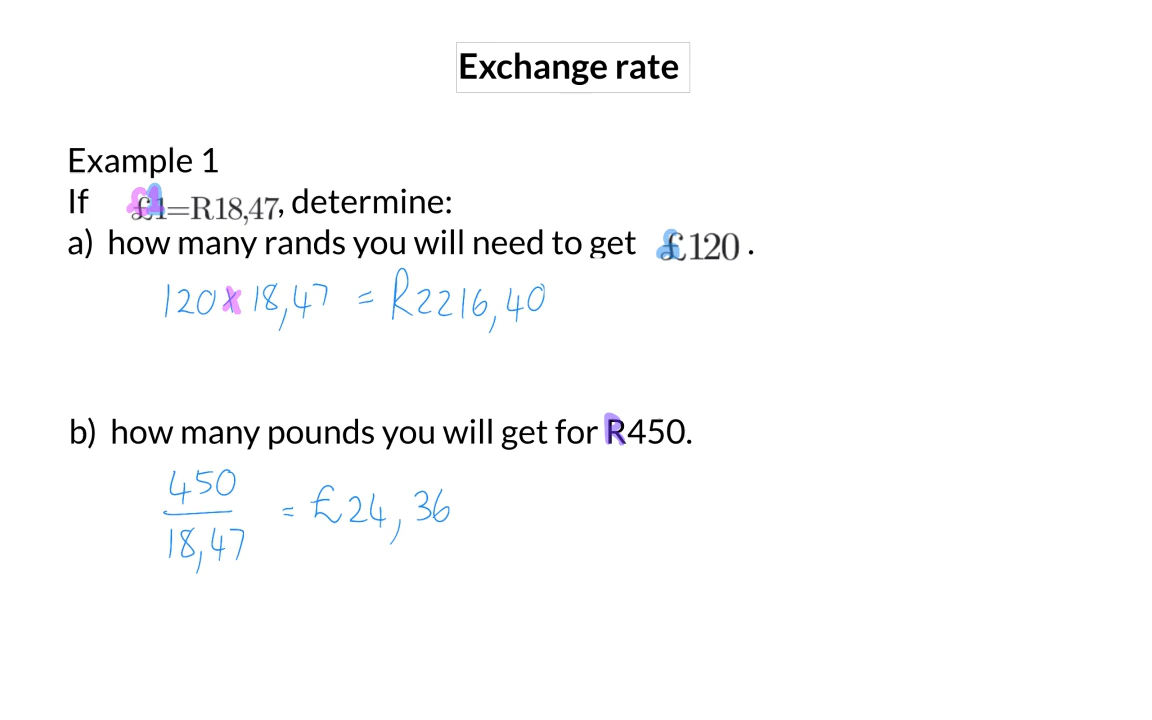 Exchange rate
Example 1
If £1=R18,47, determine:
a) how many rands you will need to get £120.
120 x 18,47 = R2216,40
b) how many pounds you will get for R450.
450
18,47
= £24,36